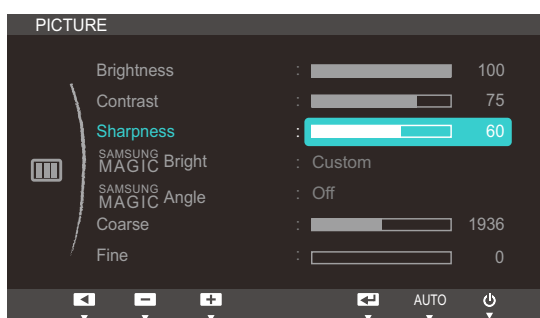 PICTURE
Brightness : 100
Contrast : 75
Sharpness : 60
SAMSUNG MAGIC Bright : Custom
SAMSUNG MAGIC Angle : Off
Coarse : 1936
Fine : 0
AUTO